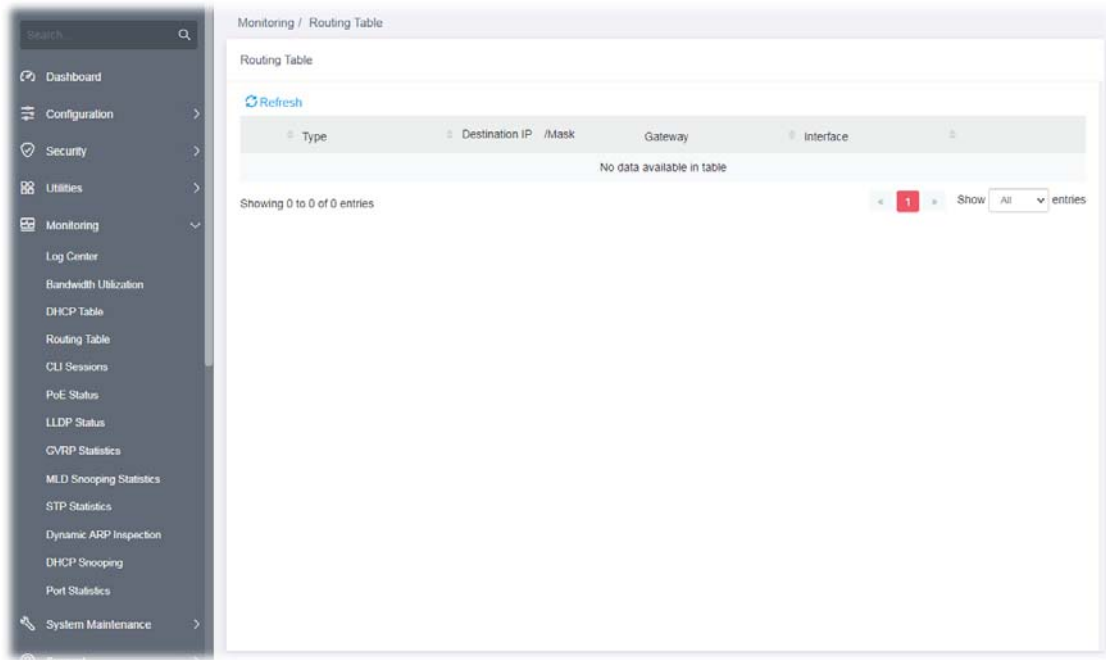 Search...
Dashboard
Configuration
Security
Utilities
Monitoring
Log Center
Bandwidth Utilization
DHCP Table
Routing Table
CLI Sessions
PoE Status
LLDP Status
GVRP Statistics
MLD Snooping Statistics
STP Statistics
Dynamic ARP Inspection
DHCP Snooping
Port Statistics
System Maintenance
Monitoring / Routing Table
Routing Table
Refresh
Type Destination IP /Mask Gateway Interface
No data available in table
Showing 0 to 0 of 0 entries « 1 » Show All entries